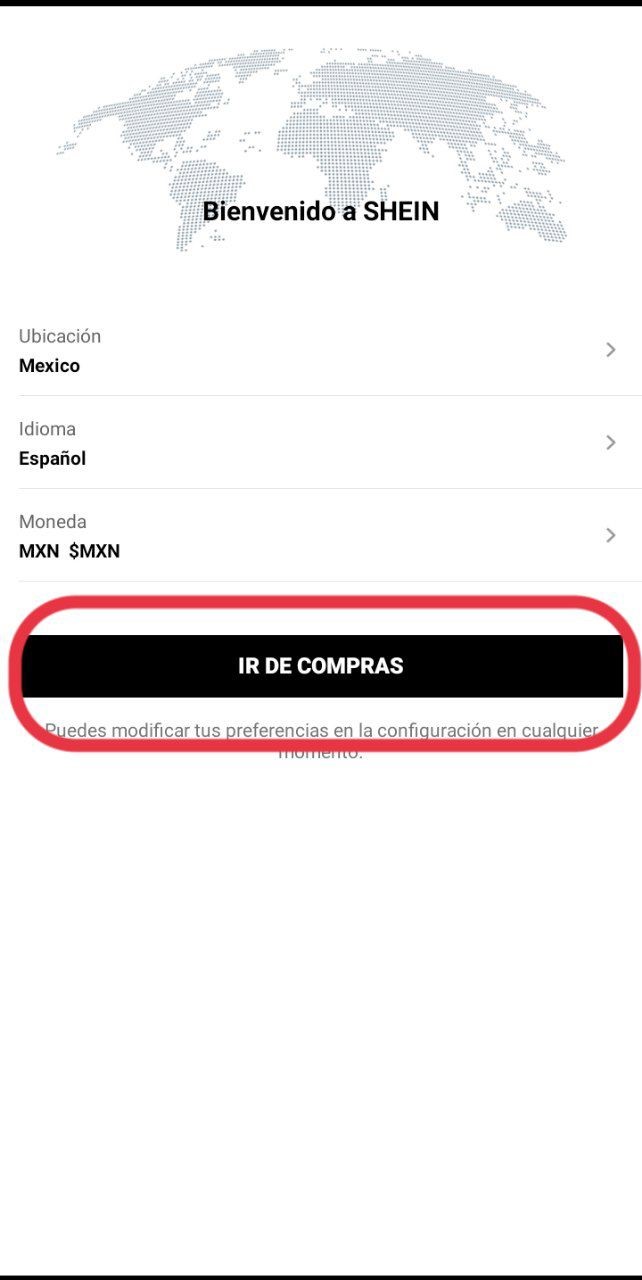 Bienvenido a SHEIN
Ubicación
Mexico
Idioma
Español
Moneda
MXN $MXN
IR DE COMPRAS
Puedes modificar tus preferencias en la configuración en cualquier
momento.